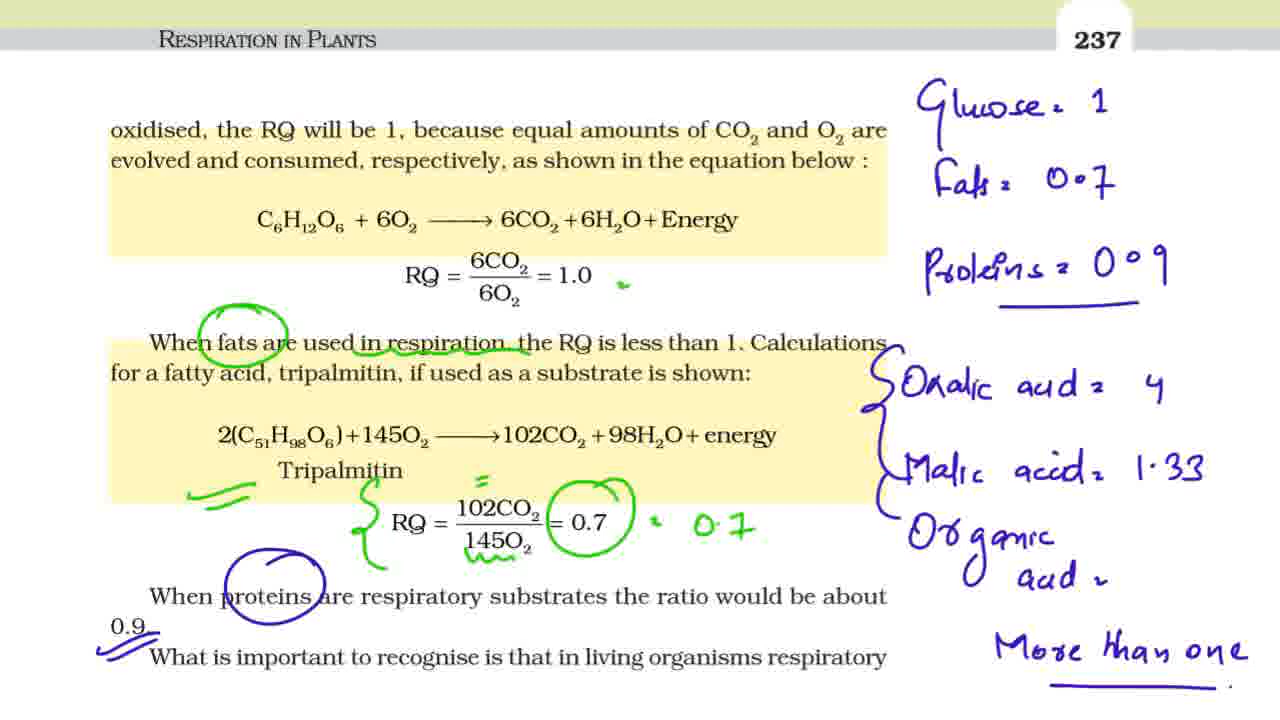 RESPIRATION IN PLANTS
237
oxidised, the RQ will be 1, because equal amounts of CO₂ and O₂ are
evolved and consumed, respectively, as shown in the equation below :
C₆H₁₂O₆ + 6O₂ ⟶ 6CO₂ + 6H₂O + Energy
RQ = 6CO₂ / 6O₂ = 1.0
When fats are used in respiration, the RQ is less than 1. Calculations
for a fatty acid, tripalmitin, if used as a substrate is shown:
2(C₅₁H₉₈O₆) + 145O₂ ⟶ 102CO₂ + 98H₂O + energy
Tripalmitin
RQ = 102CO₂ / 145O₂ = 0.7
= 0.7
When proteins are respiratory substrates the ratio would be about
0.9.
What is important to recognise is that in living organisms respiratory
Glucose = 1
Fats = 0.7
Proteins = 0.9
Oxalic acid = 4
Malic acid = 1.33
Organic
acid =
More than one